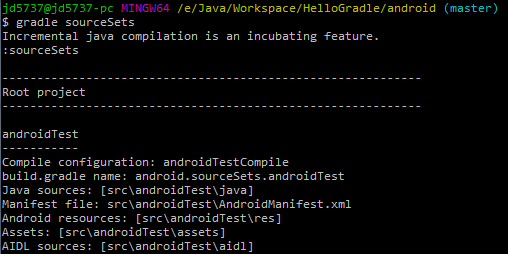 jd5737@jd5737-pc MINGW64 /e/Java/Workspace/HelloGradle/android (master)
$ gradle sourceSets
Incremental java compilation is an incubating feature.
:sourceSets
------------------------------------------------------------
Root project
------------------------------------------------------------
androidTest
-----------
Compile configuration: androidTestCompile
build.gradle name: android.sourceSets.androidTest
Java sources: [src\androidTest\java]
Manifest file: src\androidTest\AndroidManifest.xml
Android resources: [src\androidTest\res]
Assets: [src\androidTest\assets]
AIDL sources: [src\androidTest\aidl]